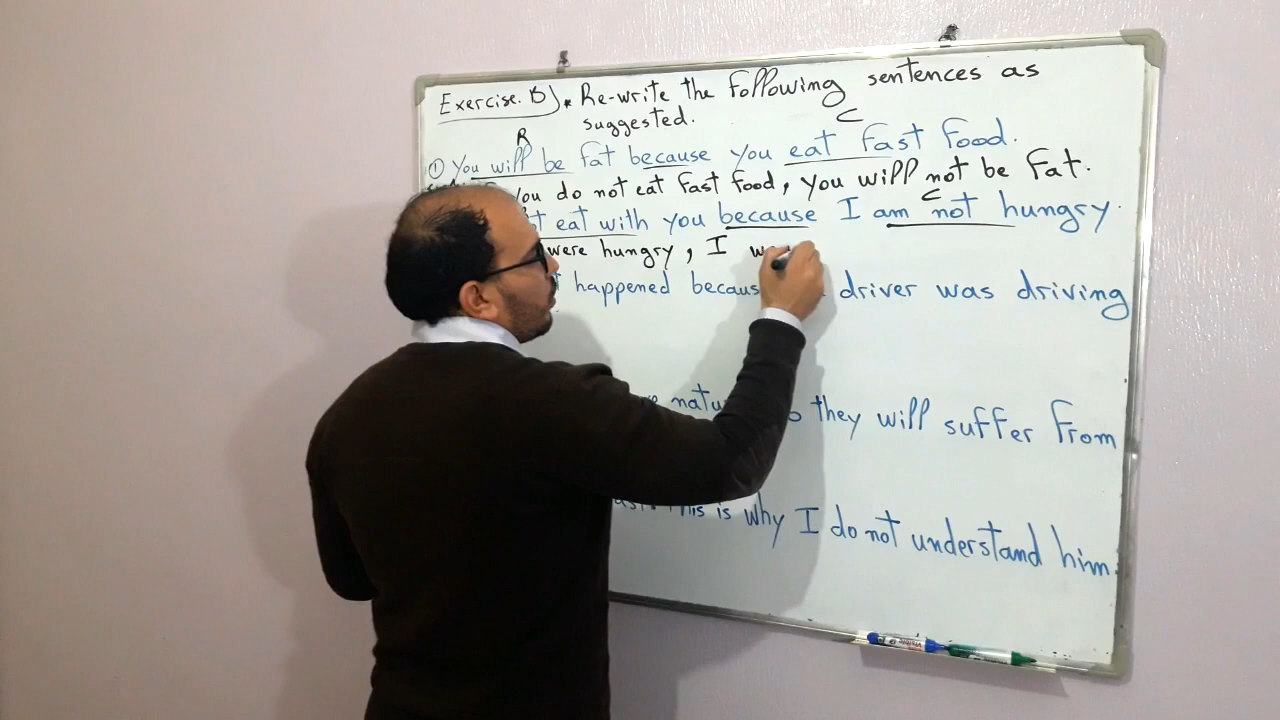 Exercise. B) * Re-write the following sentences as
suggested.
R C
① You will be fat because you eat fast food.
you do not eat fast food, you will not be fat.
C
eat with you because I am not hungry.
were hungry, I
happened driver was driving
they will suffer from
This is why I do not understand him.